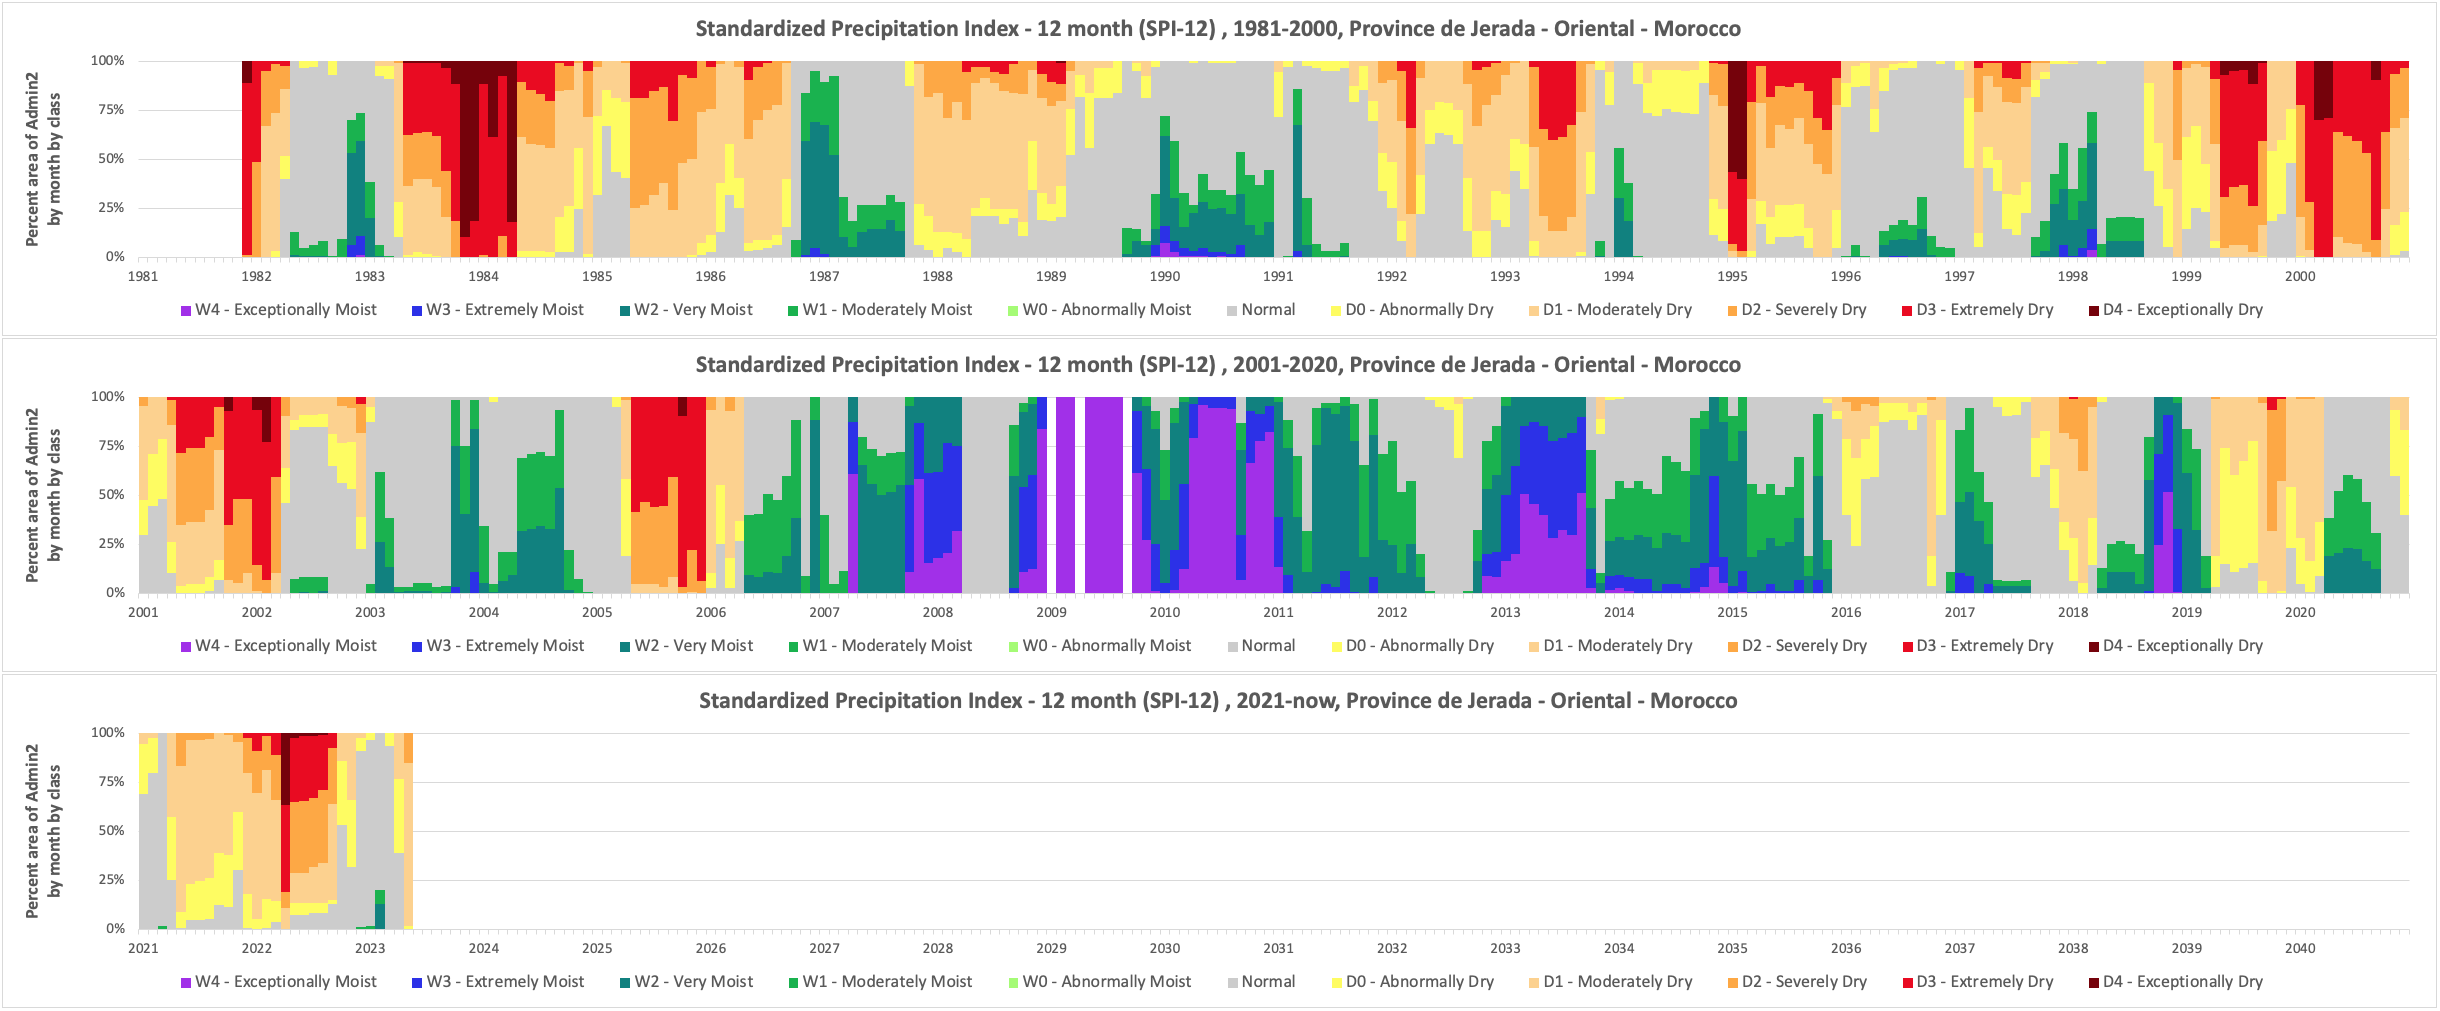 Standardized Precipitation Index - 12 month (SPI-12) , 1981-2000, Province de Jerada - Oriental - Morocco
Percent area of Admin2
by month by class
100%
75%
50%
25%
0%
1981 1982 1983 1984 1985 1986 1987 1988 1989 1990 1991 1992 1993 1994 1995 1996 1997 1998 1999 2000
W4 - Exceptionally Moist W3 - Extremely Moist W2 - Very Moist W1 - Moderately Moist W0 - Abnormally Moist Normal D0 - Abnormally Dry D1 - Moderately Dry D2 - Severely Dry D3 - Extremely Dry D4 - Exceptionally Dry
Standardized Precipitation Index - 12 month (SPI-12) , 2001-2020, Province de Jerada - Oriental - Morocco
Percent area of Admin2
by month by class
100%
75%
50%
25%
0%
2001 2002 2003 2004 2005 2006 2007 2008 2009 2010 2011 2012 2013 2014 2015 2016 2017 2018 2019 2020
W4 - Exceptionally Moist W3 - Extremely Moist W2 - Very Moist W1 - Moderately Moist W0 - Abnormally Moist Normal D0 - Abnormally Dry D1 - Moderately Dry D2 - Severely Dry D3 - Extremely Dry D4 - Exceptionally Dry
Standardized Precipitation Index - 12 month (SPI-12) , 2021-now, Province de Jerada - Oriental - Morocco
Percent area of Admin2
by month by class
100%
75%
50%
25%
0%
2021 2022 2023 2024 2025 2026 2027 2028 2029 2030 2031 2032 2033 2034 2035 2036 2037 2038 2039 2040
W4 - Exceptionally Moist W3 - Extremely Moist W2 - Very Moist W1 - Moderately Moist W0 - Abnormally Moist Normal D0 - Abnormally Dry D1 - Moderately Dry D2 - Severely Dry D3 - Extremely Dry D4 - Exceptionally Dry